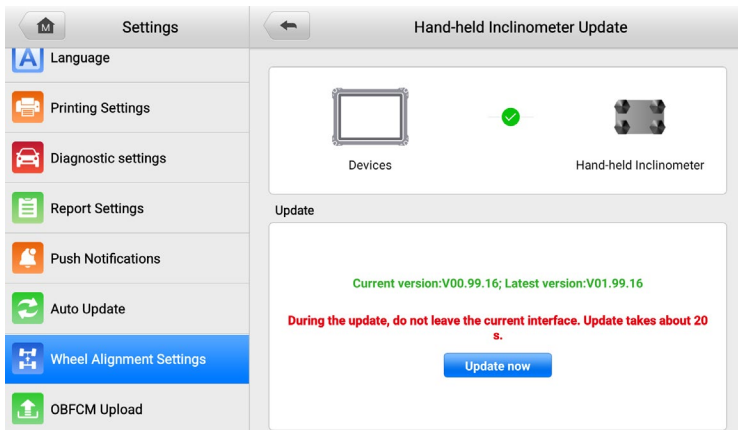 M
Settings
Hand-held Inclinometer Update
A
Language
Printing Settings
Diagnostic settings
Report Settings
Push Notifications
Auto Update
Wheel Alignment Settings
OBFCM Upload
Devices
Hand-held Inclinometer
Update
Current version:V00.99.16; Latest version:V01.99.16
During the update, do not leave the current interface. Update takes about 20
s.
Update now